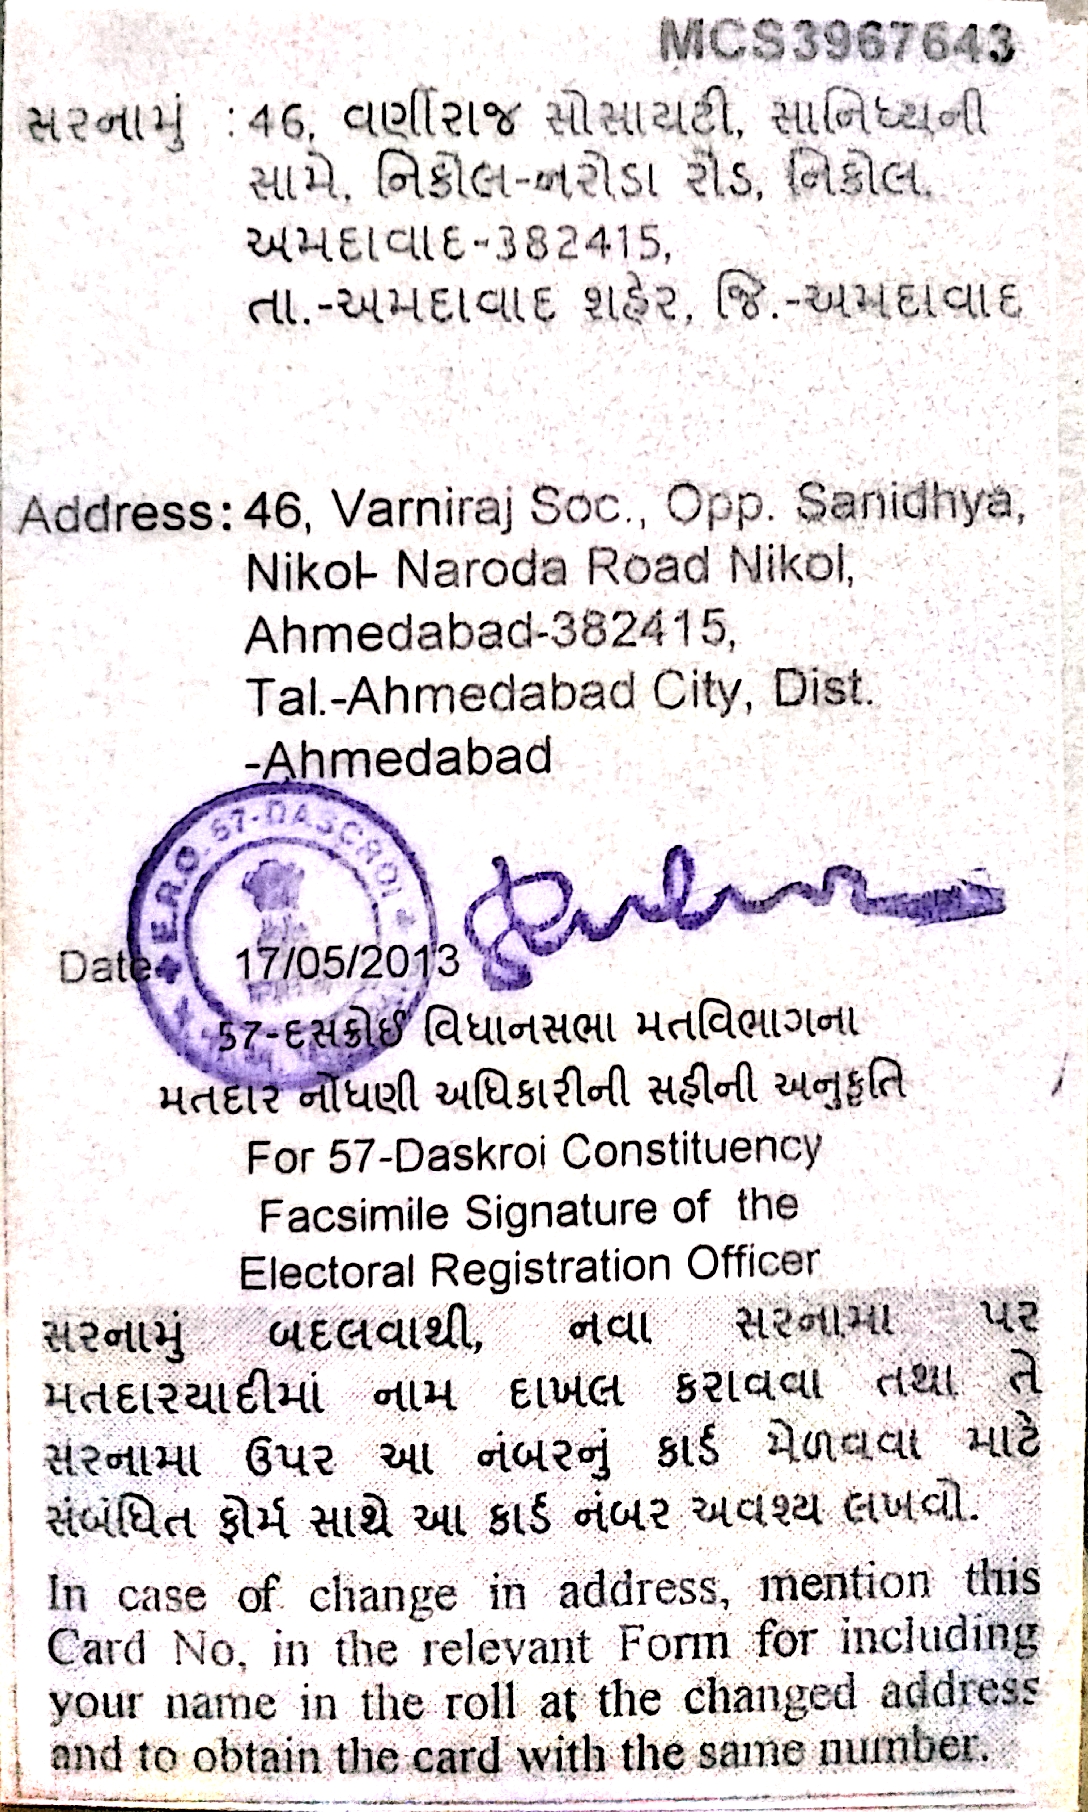 MCS3967643
સરનામું : 46, વર્ણીરાજ સોસાયટી, સાનિધ્યની
સામે, નિકોલ-નરોડા રોડ, નિકોલ,
અમદાવાદ-382415,
તા.-અમદાવાદ શહેર, જિ.-અમદાવાદ
Address: 46, Varniraj Soc., Opp. Sanidhya,
Nikol- Naroda Road Nikol,
Ahmedabad-382415,
Tal.-Ahmedabad City, Dist.
-Ahmedabad
E.R.O. 57-DASCROI
Date 17/05/2013
57-દસક્રોઈ વિધાનસભા મતવિભાગના
મતદાર નોંધણી અધિકારીની સહીની અનુકૃતિ
For 57-Daskroi Constituency
Facsimile Signature of the
Electoral Registration Officer
સરનામું બદલવાથી, નવા સરનામા પર
મતદારયાદીમાં નામ દાખલ કરાવવા તથા તે
સરનામા ઉપર આ નંબરનું કાર્ડ મેળવવા માટે
સંબંધિત ફોર્મ સાથે આ કાર્ડ નંબર અવશ્ય લખવો.
In case of change in address, mention this
Card No. in the relevant Form for including
your name in the roll at the changed address
and to obtain the card with the same number.